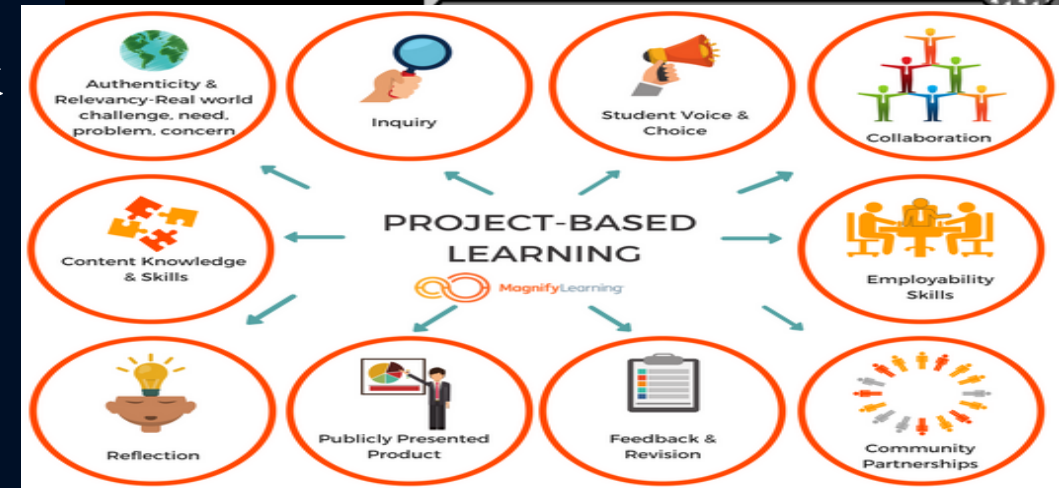 Authenticity &
Relevancy-Real world
challenge, need,
problem, concern
Inquiry
Student Voice &
Choice
Collaboration
Content Knowledge
& Skills
PROJECT-BASED
LEARNING
MagnifyLearning
Employability
Skills
Reflection
Publicly Presented
Product
Feedback &
Revision
Community
Partnerships